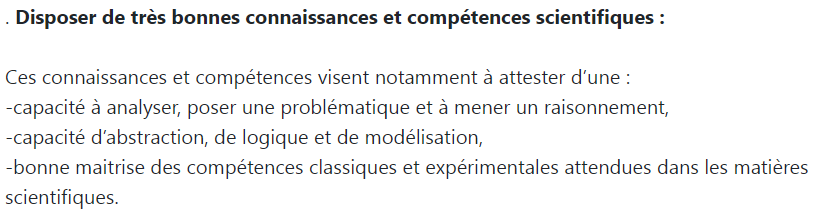 . Disposer de très bonnes connaissances et compétences scientifiques :
Ces connaissances et compétences visent notamment à attester d’une :
-capacité à analyser, poser une problématique et à mener un raisonnement,
-capacité d’abstraction, de logique et de modélisation,
-bonne maitrise des compétences classiques et expérimentales attendues dans les matières
scientifiques.